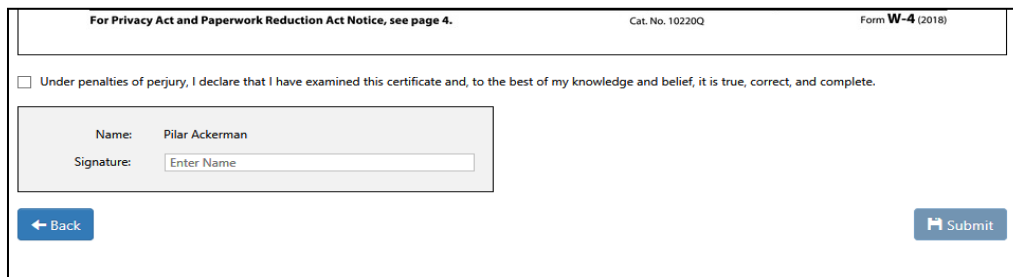 For Privacy Act and Paperwork Reduction Act Notice, see page 4. Cat. No. 10220Q Form W-4 (2018)
Under penalties of perjury, I declare that I have examined this certificate and, to the best of my knowledge and belief, it is true, correct, and complete.
Name: Pilar Ackerman
Signature: Enter Name
Back Submit